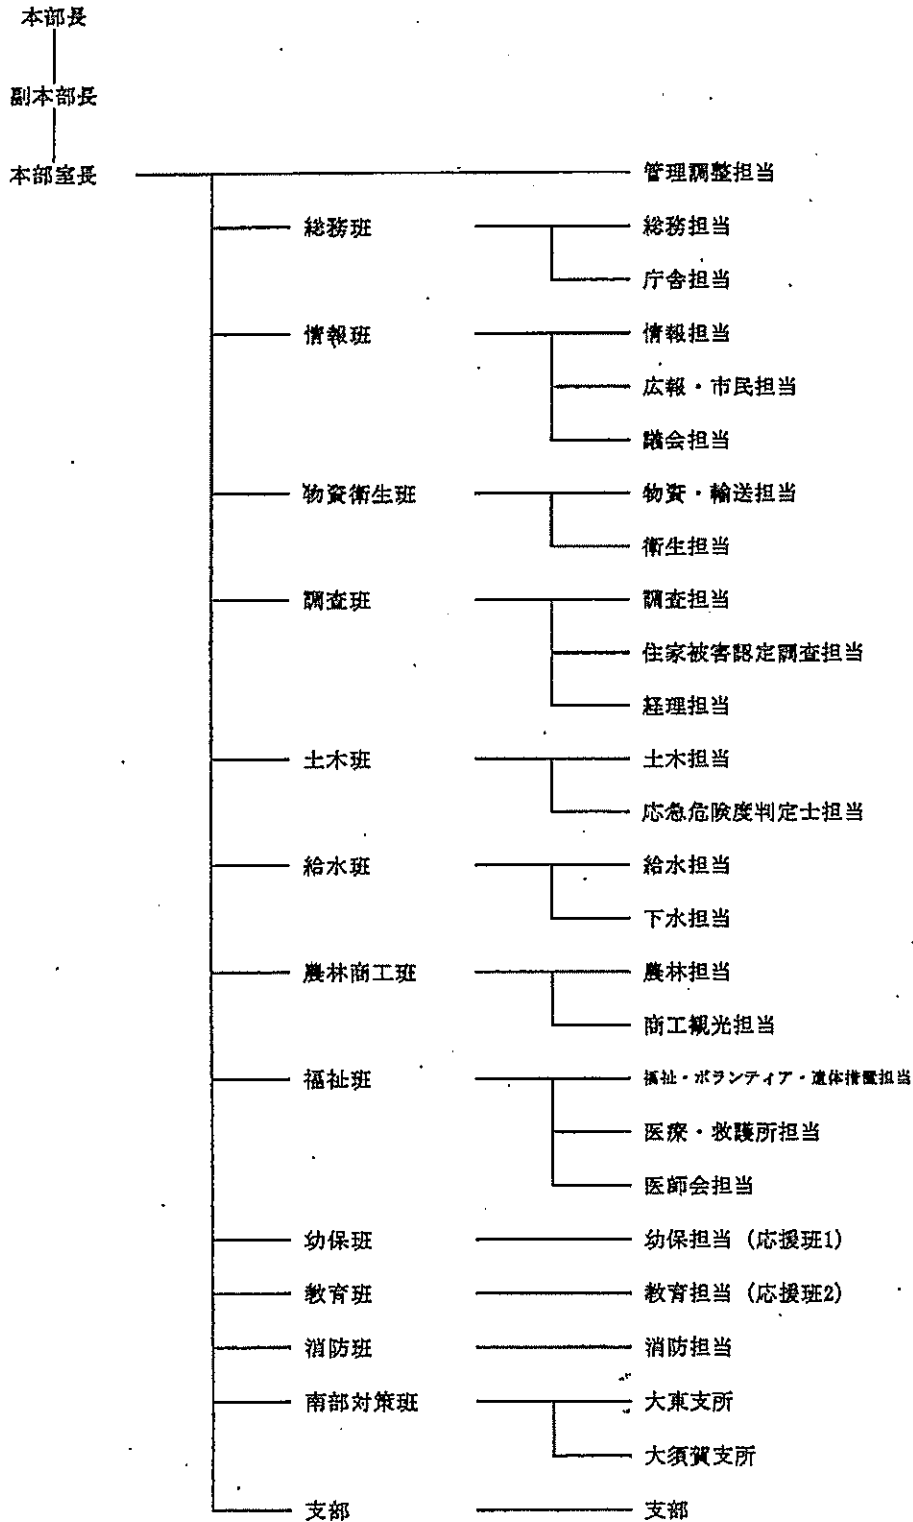 本部長
副本部長
本部室長 管理調整担当
総務班 総務担当
庁舎担当
情報班 情報担当
広報・市民担当
議会担当
物資衛生班 物資・輸送担当
衛生担当
調査班 調査担当
住家被害認定調査担当
経理担当
土木班 土木担当
応急危険度判定士担当
給水班 給水担当
下水担当
農林商工班 農林担当
商工観光担当
福祉班 福祉・ボランティア・遺体措置担当
医療・救護所担当
医師会担当
幼保班 幼保担当（応援班1）
教育班 教育担当（応援班2）
消防班 消防担当
南部対策班 大東支所
大須賀支所
支部 支部